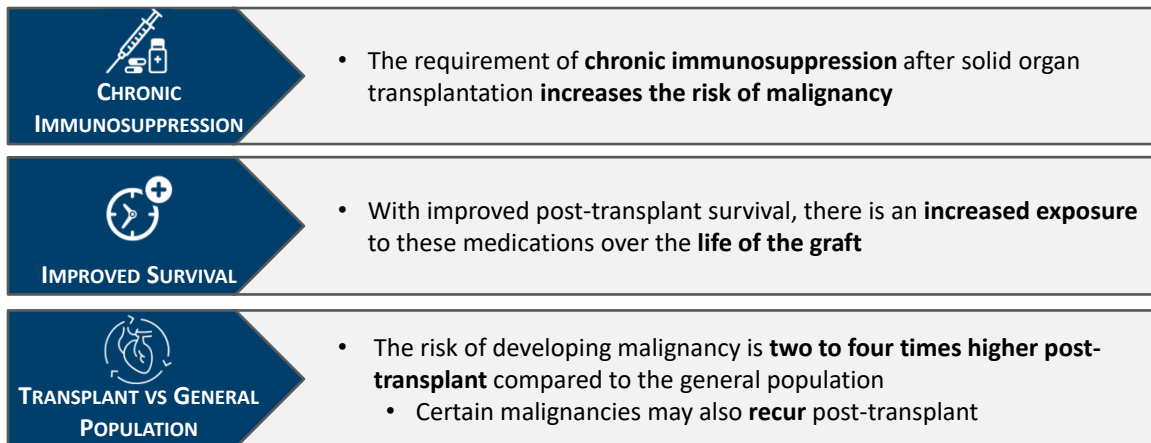 CHRONIC
IMMUNOSUPPRESSION
• The requirement of chronic immunosuppression after solid organ
transplantation increases the risk of malignancy
IMPROVED SURVIVAL
• With improved post-transplant survival, there is an increased exposure
to these medications over the life of the graft
TRANSPLANT VS GENERAL
POPULATION
• The risk of developing malignancy is two to four times higher post-
transplant compared to the general population
• Certain malignancies may also recur post-transplant